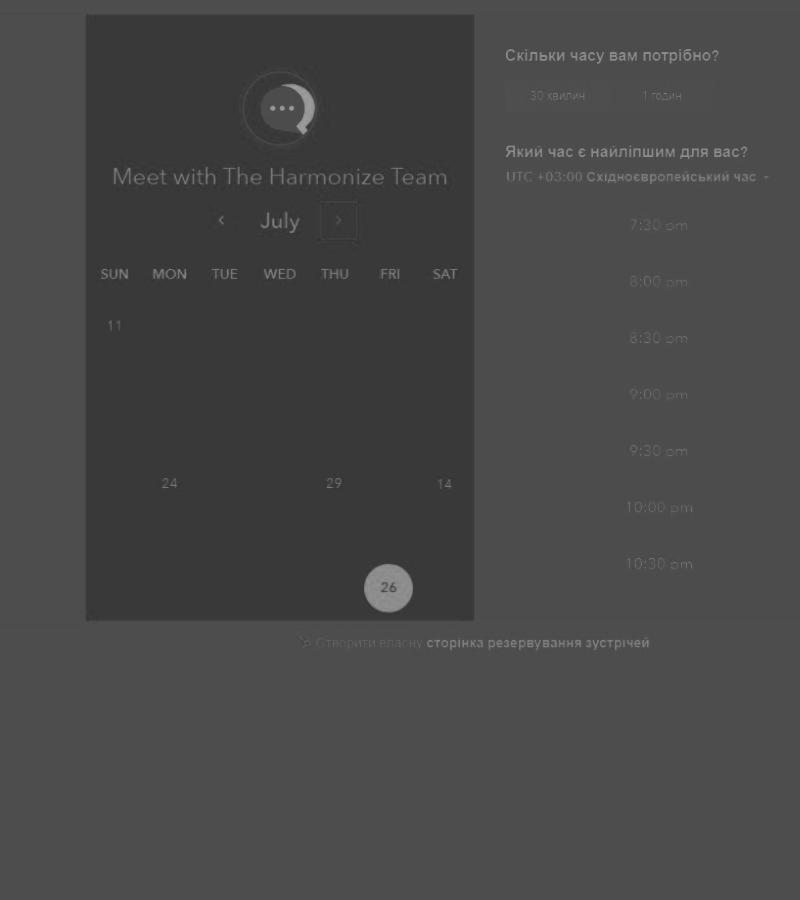 Meet with The Harmonize Team
July
SUN MON TUE WED THU FRI SAT
11
24 29 14
26
Скільки часу вам потрібно?
30 хвилин 1 годин
Який час є найліпшим для вас?
UTC +03:00 Східноєвропейський час
7:30 pm
8:00 pm
8:30 pm
9:00 pm
9:30 pm
10:00 pm
10:30 pm
Створити власну сторінка резервування зустрічей